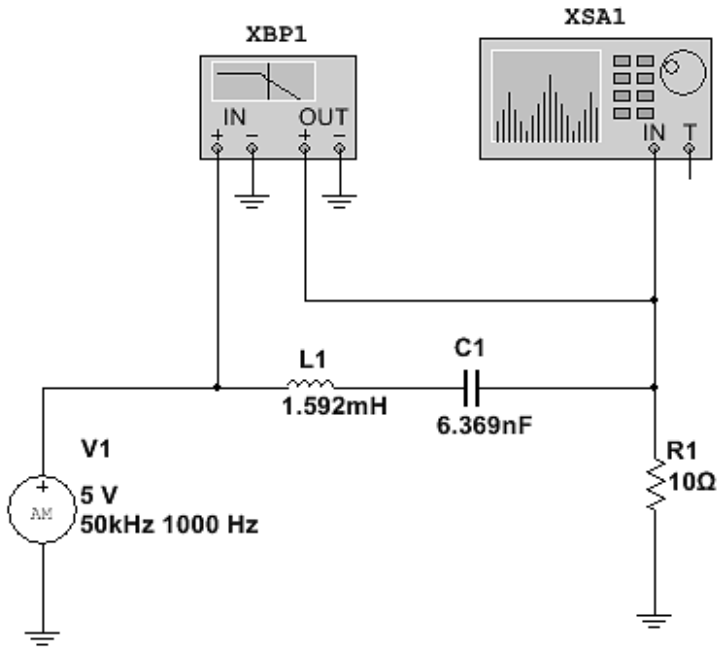 XBP1
XSA1
IN OUT
+ - + -
IN T
L1
1.592mH
C1
6.369nF
V1
+
AM
5 V
50kHz 1000 Hz
R1
10Ω